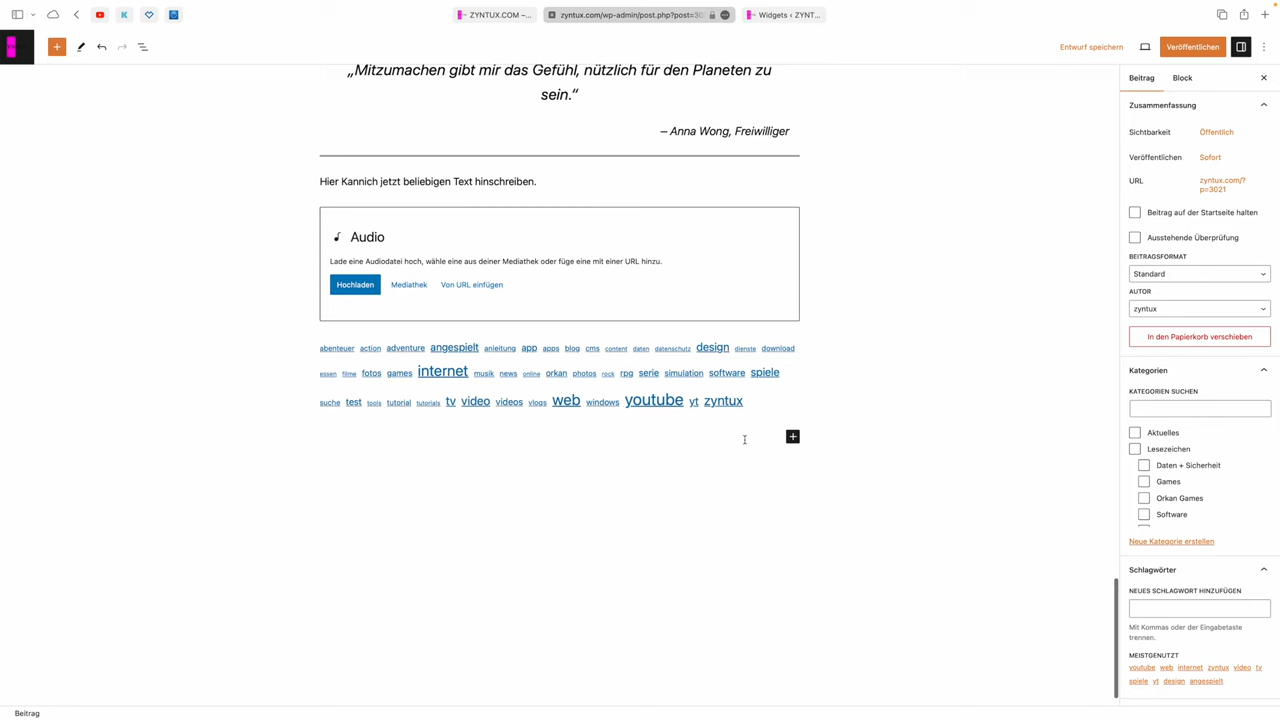 ZYNTUX.COM –...
zyntux.com/wp-admin/post.php?post=30
Widgets ‹ ZYNT...
Entwurf speichern
Veröffentlichen
„Mitzumachen gibt mir das Gefühl, nützlich für den Planeten zu
sein.“
— Anna Wong, Freiwilliger
Hier Kannich jetzt beliebigen Text hinschreiben.
Audio
Lade eine Audiodatei hoch, wähle eine aus deiner Mediathek oder füge eine mit einer URL hinzu.
Hochladen Mediathek Von URL einfügen
abenteuer action adventure angespielt anleitung app apps blog cms content daten datenschutz design dienste download
essen filme fotos games internet musik news online orkan photos rock rpg serie simulation software spiele
suche test tools tutorial tutorials tv video videos vlogs web windows youtube yt zyntux
Beitrag
Beitrag Block
Zusammenfassung
Sichtbarkeit Öffentlich
Veröffentlichen Sofort
URL zyntux.com/?
p=3021
Beitrag auf der Startseite halten
Ausstehende Überprüfung
BEITRAGSFORMAT
Standard
AUTOR
zyntux
In den Papierkorb verschieben
Kategorien
KATEGORIEN SUCHEN
Aktuelles
Lesezeichen
Daten + Sicherheit
Games
Orkan Games
Software
Neue Kategorie erstellen
Schlagwörter
NEUES SCHLAGWORT HINZUFÜGEN
Mit Kommas oder der Eingabetaste
trennen.
MEISTGENUTZT
youtube web internet zyntux video tv
spiele yt design angespielt